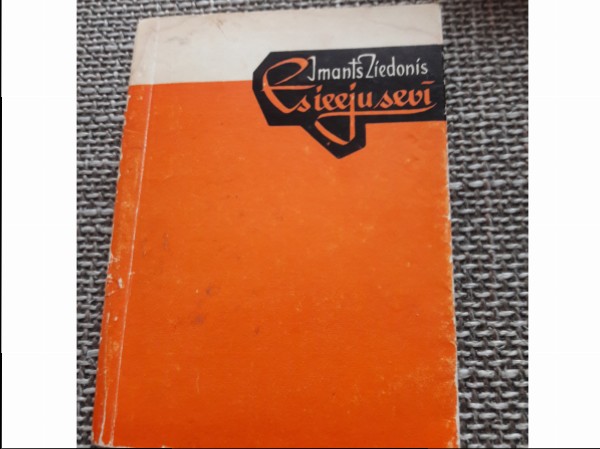 Imants Ziedonis
Es ieeju sevī